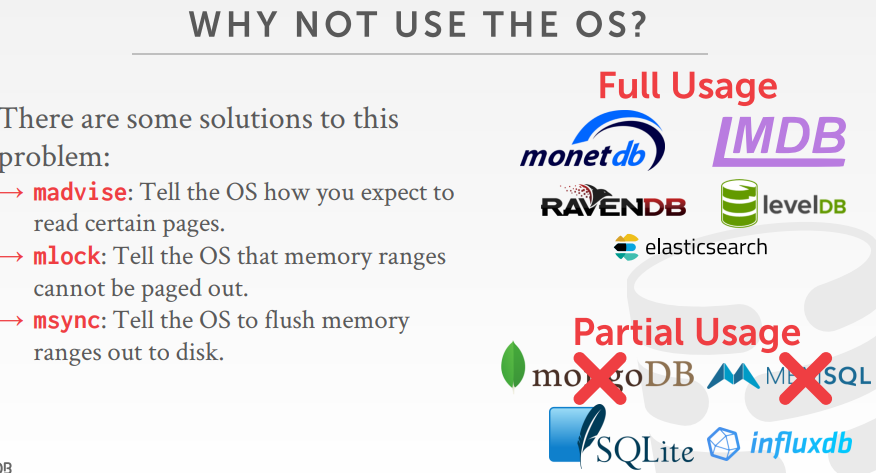 WHY NOT USE THE OS?
There are some solutions to this
problem:
→ madvise: Tell the OS how you expect to
read certain pages.
→ mlock: Tell the OS that memory ranges
cannot be paged out.
→ msync: Tell the OS to flush memory
ranges out to disk.
Full Usage
monetdb
LMDB
RAVENDB
levelDB
elasticsearch
Partial Usage
mongoDB
MEMSQL
SQLite
influxdb
DB